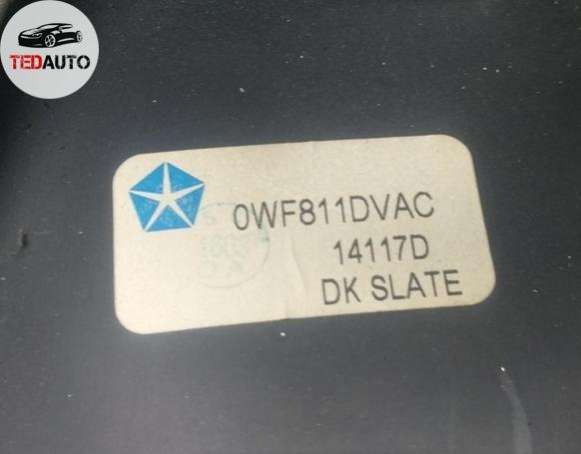 TEDAUTO
0WF811DVAC
14117D
DK SLATE